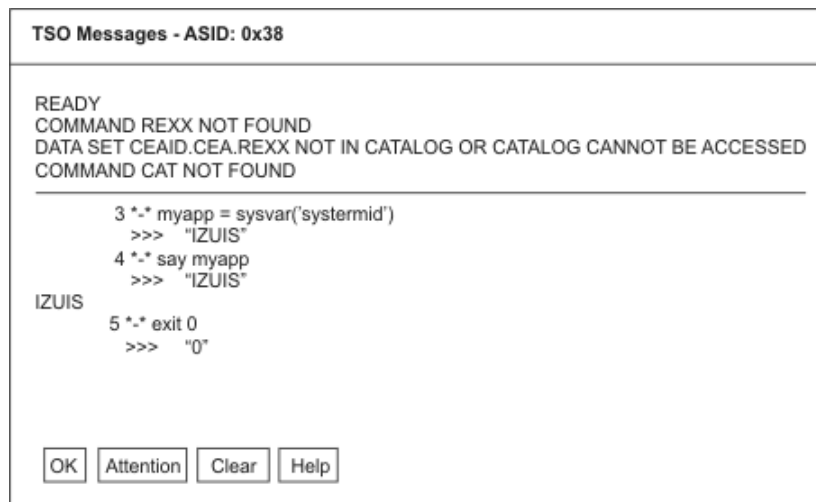 TSO Messages - ASID: 0x38
READY
COMMAND REXX NOT FOUND
DATA SET CEAID.CEA.REXX NOT IN CATALOG OR CATALOG CANNOT BE ACCESSED
COMMAND CAT NOT FOUND
3 *-* myapp = sysvar('systermid')
>>> “IZUIS”
4 *-* say myapp
>>> “IZUIS”
IZUIS
5 *-* exit 0
>>> “0”
OK Attention Clear Help